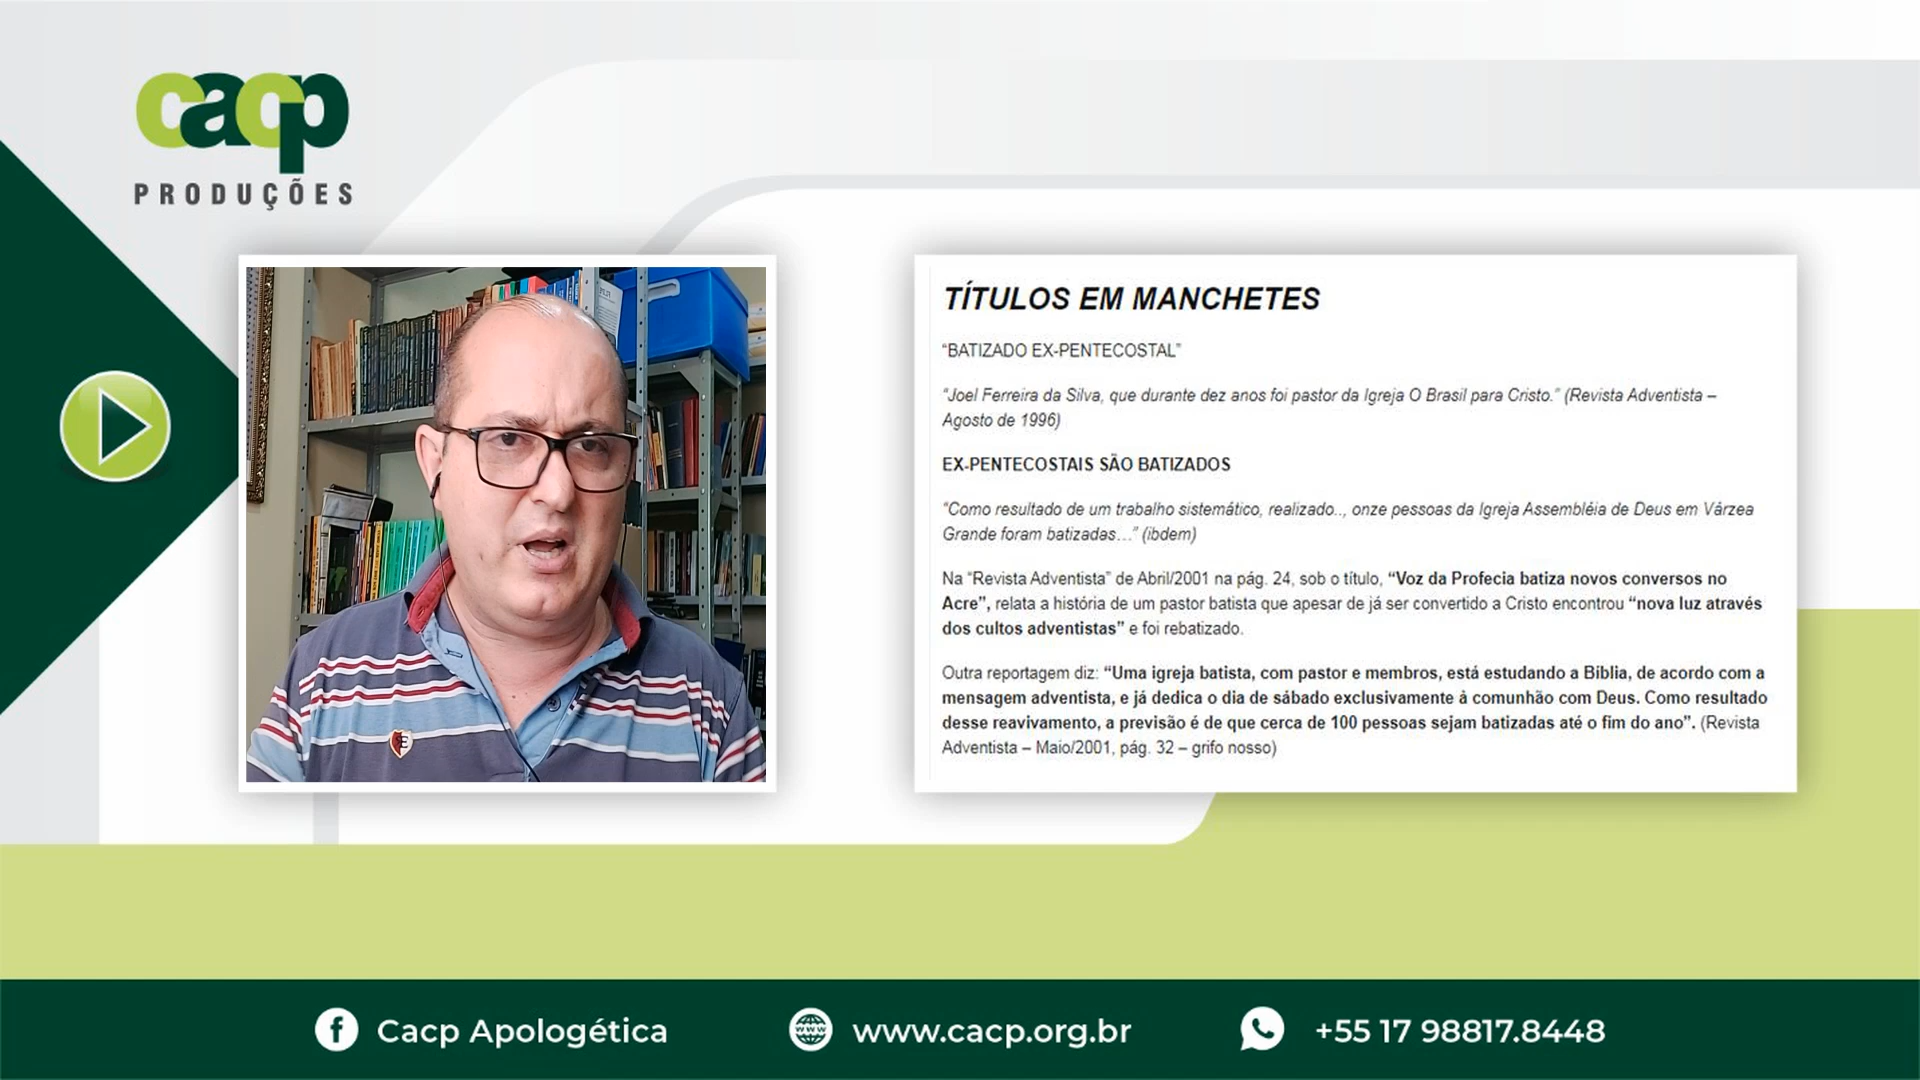 cacp
PRODUÇÕES
TÍTULOS EM MANCHETES
“BATIZADO EX-PENTECOSTAL”
“Joel Ferreira da Silva, que durante dez anos foi pastor da Igreja O Brasil para Cristo.” (Revista Adventista –
Agosto de 1996)
EX-PENTECOSTAIS SÃO BATIZADOS
“Como resultado de um trabalho sistemático, realizado.., onze pessoas da Igreja Assembléia de Deus em Várzea
Grande foram batizadas…” (ibdem)
Na “Revista Adventista” de Abril/2001 na pág. 24, sob o título, “Voz da Profecia batiza novos conversos no
Acre”, relata a história de um pastor batista que apesar de já ser convertido a Cristo encontrou “nova luz através
dos cultos adventistas” e foi rebatizado.
Outra reportagem diz: “Uma igreja batista, com pastor e membros, está estudando a Bíblia, de acordo com a
mensagem adventista, e já dedica o dia de sábado exclusivamente à comunhão com Deus. Como resultado
desse reavivamento, a previsão é de que cerca de 100 pessoas sejam batizadas até o fim do ano”. (Revista
Adventista – Maio/2001, pág. 32 – grifo nosso)
Cacp Apologética
www.cacp.org.br
+55 17 98817.8448